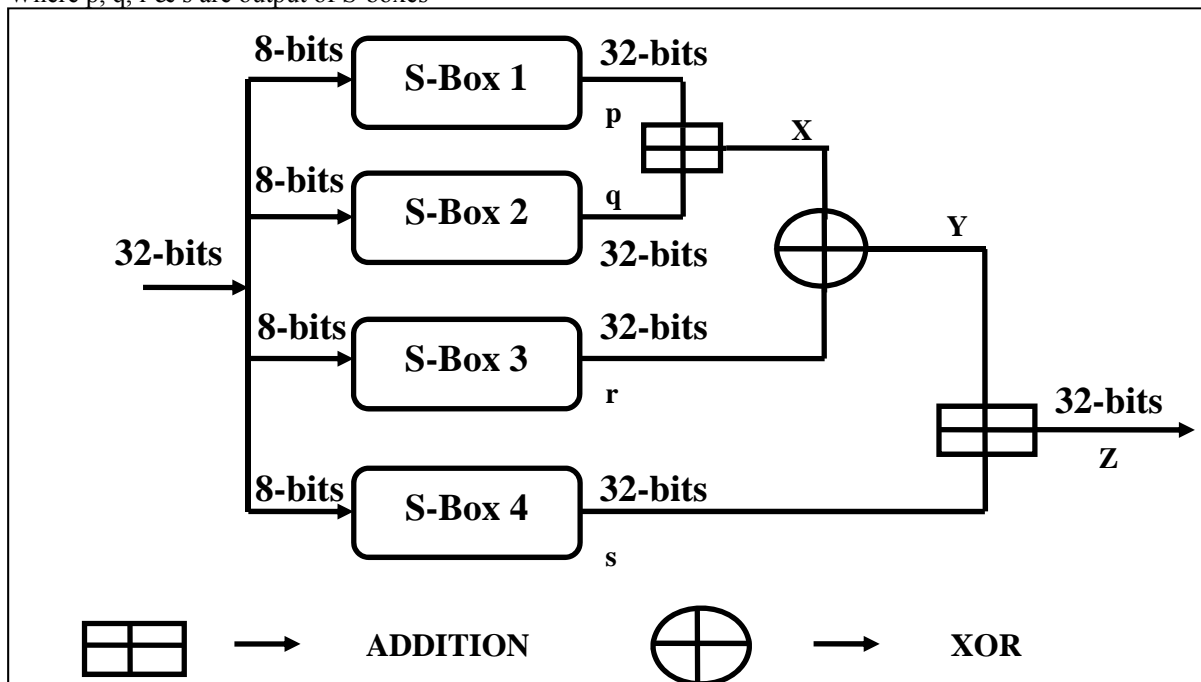 Where p, q, r & s are output of S-boxes
8-bits
S-Box 1
32-bits
p
X
8-bits
S-Box 2
q
32-bits
Y
32-bits
8-bits
S-Box 3
32-bits
r
32-bits
Z
8-bits
S-Box 4
32-bits
s
ADDITION
XOR